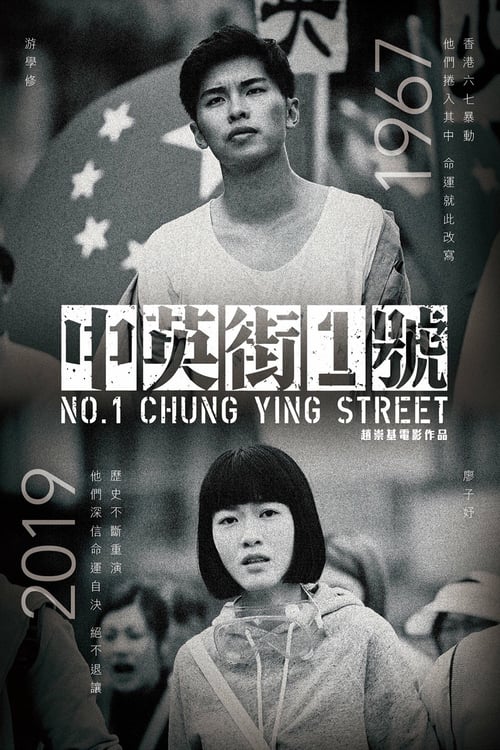 游學修
1967
香港六七暴動
他們捲入其中 命運就此改寫
中英街1號
NO.1 CHUNG YING STREET
趙崇基電影作品
2019
歷史不斷重演
他們深信命運自決 絕不退讓
廖子妤